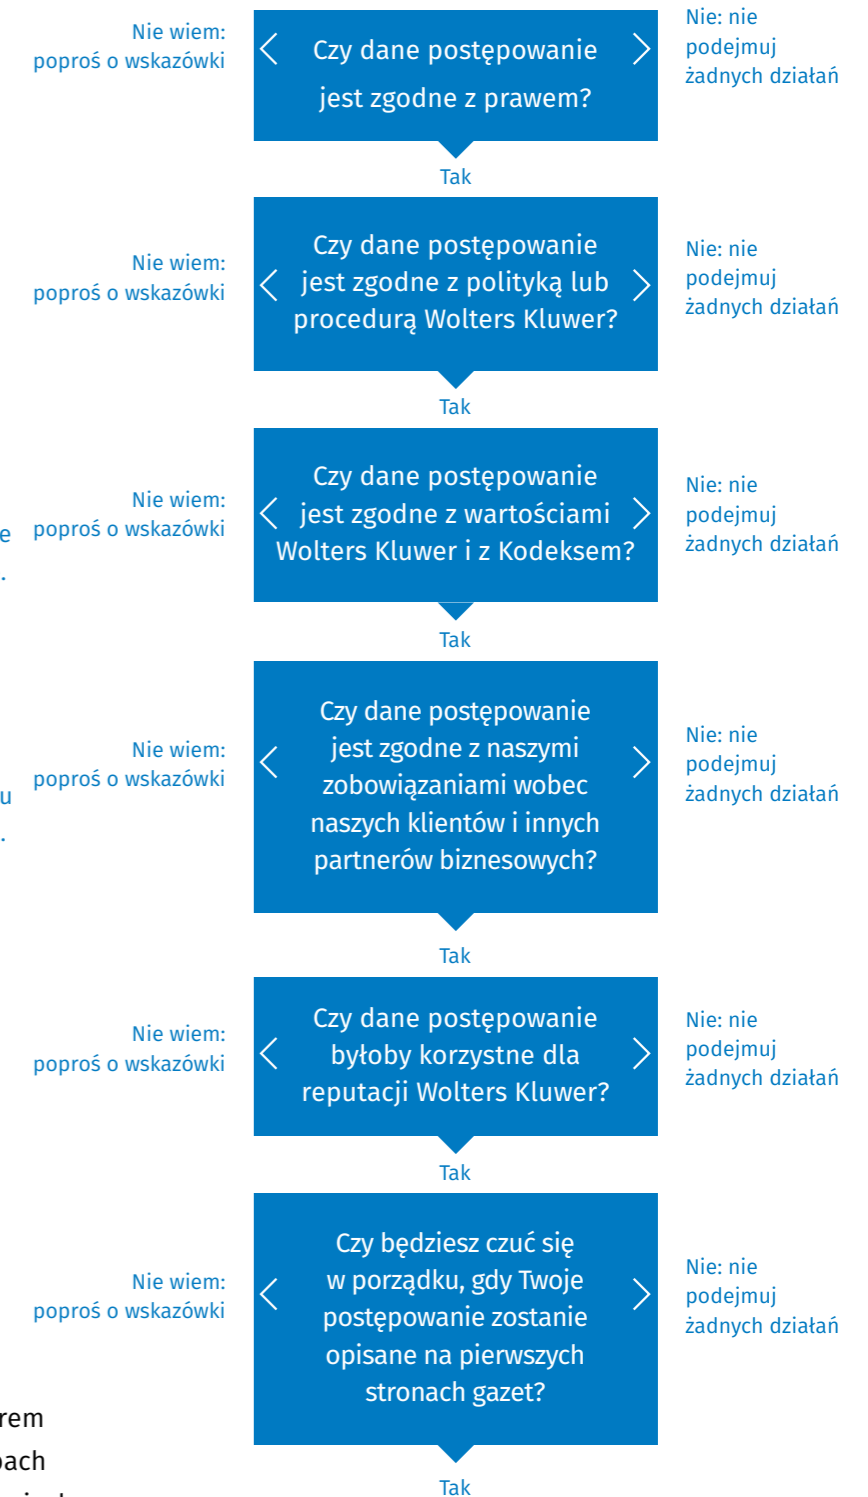 Nie wiem:
poproś o wskazówki
Czy dane postępowanie
jest zgodne z prawem?
Nie: nie
podejmuj
żadnych działań
Tak
Nie wiem:
poproś o wskazówki
Czy dane postępowanie
jest zgodne z polityką lub
procedurą Wolters Kluwer?
Nie: nie
podejmuj
żadnych działań
Tak
Nie wiem:
poproś o wskazówki
Czy dane postępowanie
jest zgodne z wartościami
Wolters Kluwer i z Kodeksem?
Nie: nie
podejmuj
żadnych działań
Tak
Nie wiem:
poproś o wskazówki
Czy dane postępowanie
jest zgodne z naszymi
zobowiązaniami wobec
naszych klientów i innych
partnerów biznesowych?
Nie: nie
podejmuj
żadnych działań
Tak
Nie wiem:
poproś o wskazówki
Czy dane postępowanie
byłoby korzystne dla
reputacji Wolters Kluwer?
Nie: nie
podejmuj
żadnych działań
Tak
Nie wiem:
poproś o wskazówki
Czy będziesz czuć się
w porządku, gdy Twoje
postępowanie zostanie
opisane na pierwszych
stronach gazet?
Nie: nie
podejmuj
żadnych działań
Tak